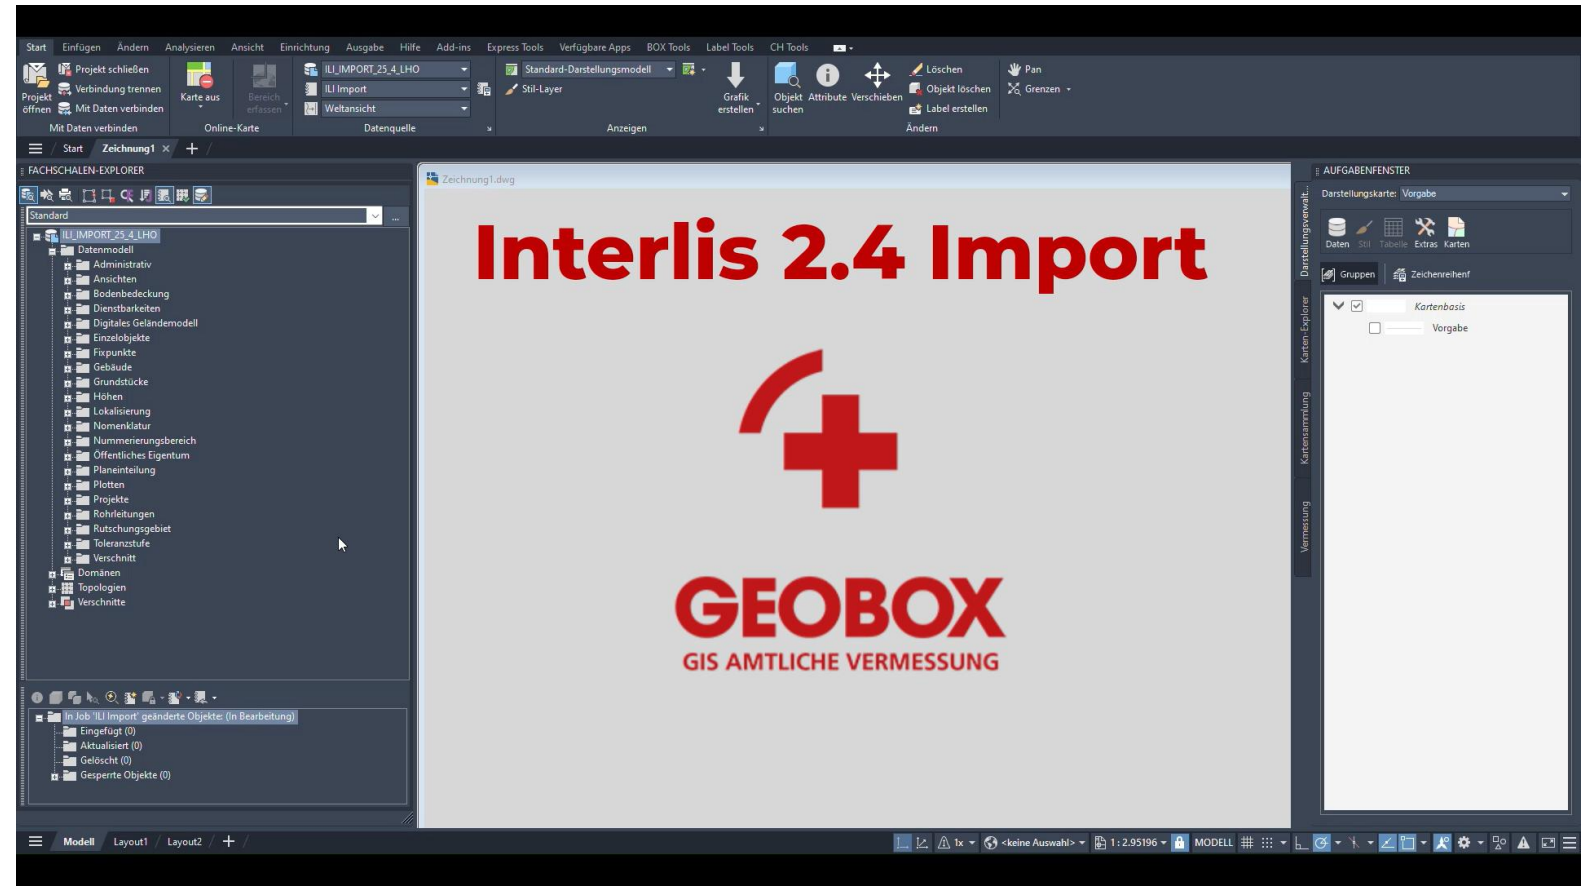 Start Einfügen Ändern Analysieren Ansicht Einrichtung Ausgabe Hilfe Add-ins Express Tools Verfügbare Apps BOX Tools Label Tools CH Tools
Projekt öffnen
Projekt schließen
Verbindung trennen
Mit Daten verbinden
Mit Daten verbinden
Karte aus
Bereich erfassen
Online-Karte
ILI_IMPORT_25_4_LHO
ILI Import
Weltansicht
Datenquelle
Standard-Darstellungsmodell
Stil-Layer
Grafik erstellen
Anzeigen
Objekt suchen
Attribute
Verschieben
Löschen
Objekt löschen
Label erstellen
Pan
Grenzen
Ändern
Start Zeichnung1
FACHSCHALEN-EXPLORER
Standard
...
ILI_IMPORT_25_4_LHO
Datenmodell
Administrativ
Ansichten
Bodenbedeckung
Dienstbarkeiten
Digitales Geländemodell
Einzelobjekte
Fixpunkte
Gebäude
Grundstücke
Höhen
Lokalisierung
Nomenklatur
Nummerierungsbereich
Öffentliches Eigentum
Planeinteilung
Plotten
Projekte
Rohrleitungen
Rutschungsgebiet
Toleranzstufe
Verschnitt
Domänen
Topologien
Verschnitte
In Job 'ILI Import' geänderte Objekte: (In Bearbeitung)
Eingefügt (0)
Aktualisiert (0)
Gelöscht (0)
Gesperrte Objekte (0)
Zeichnung1.dwg
Interlis 2.4 Import
GEOBOX
GIS AMTLICHE VERMESSUNG
Darstellungsverwalt...
Karten-Explorer
Kartensammlung
Vermessung
AUFGABENFENSTER
Darstellungskarte: Vorgabe
Daten Stil Tabelle Extras Karten
Gruppen Zeichenreihenf
Kartenbasis
Vorgabe
Modell Layout1 Layout2
1x <keine Auswahl> 1 : 2.95196 MODELL